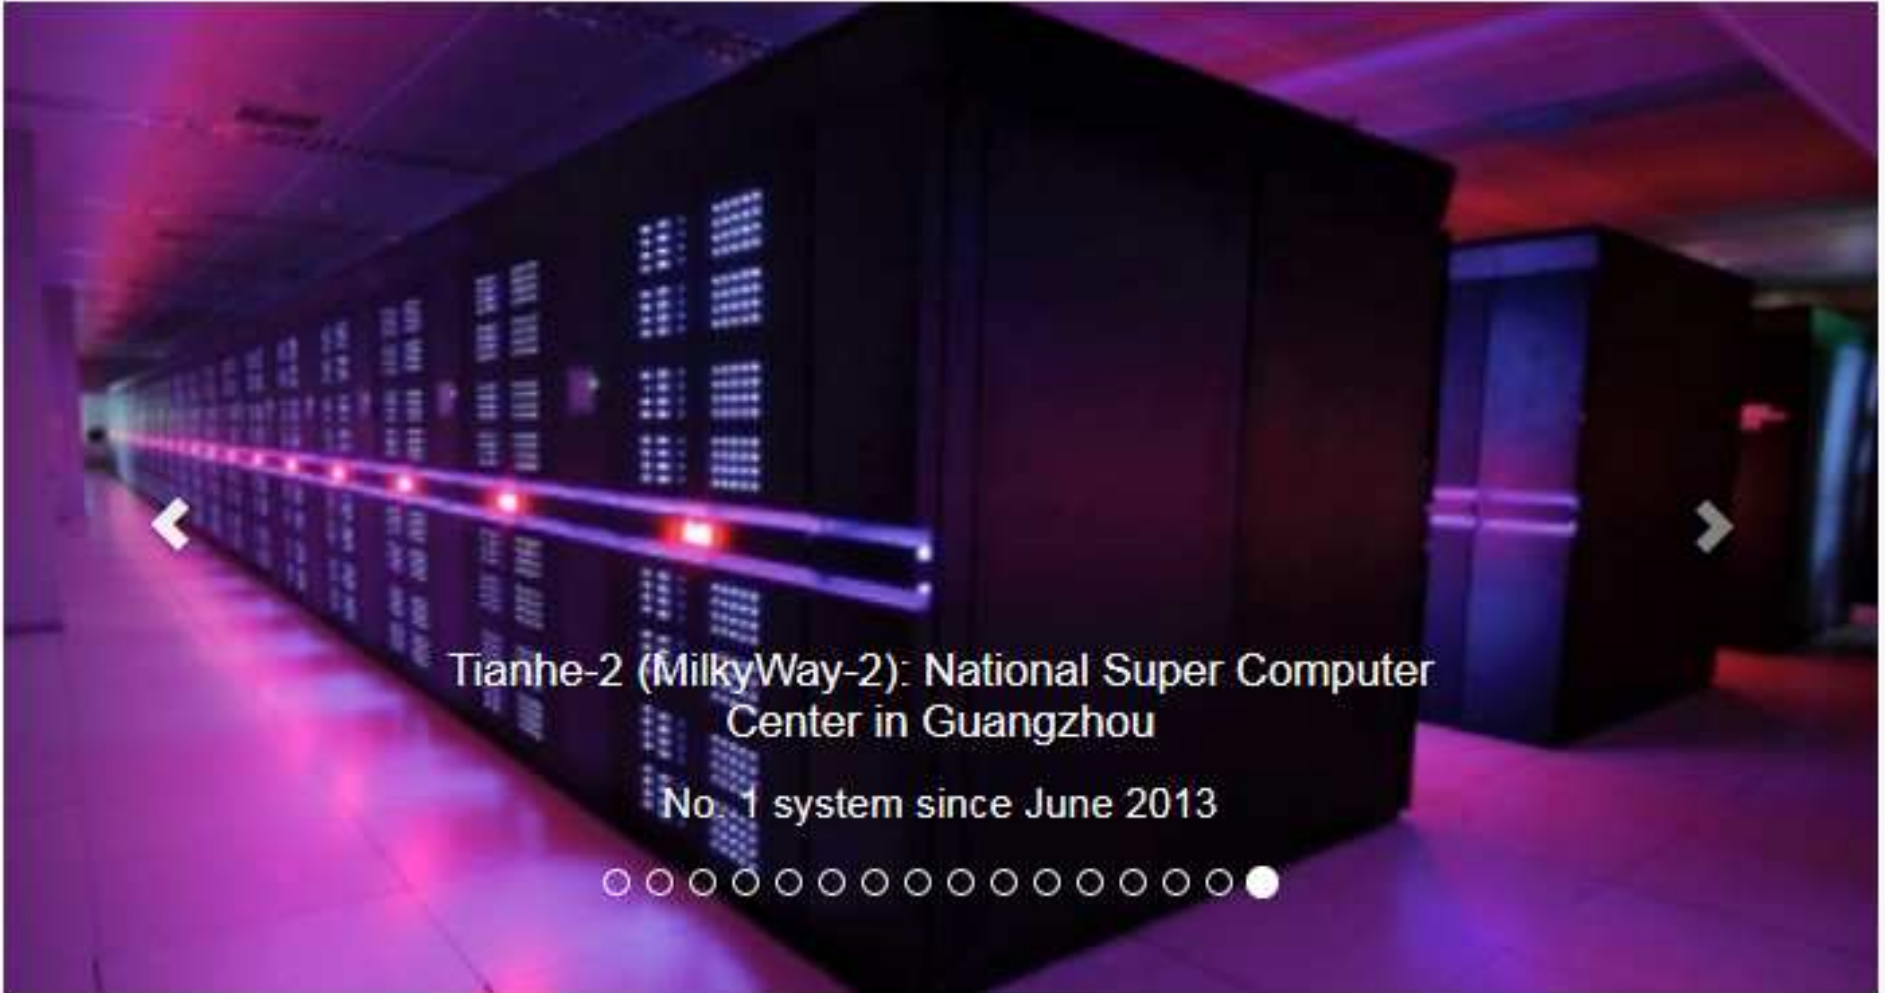 Tianhe-2 (MilkyWay-2): National Super Computer
Center in Guangzhou
No. 1 system since June 2013